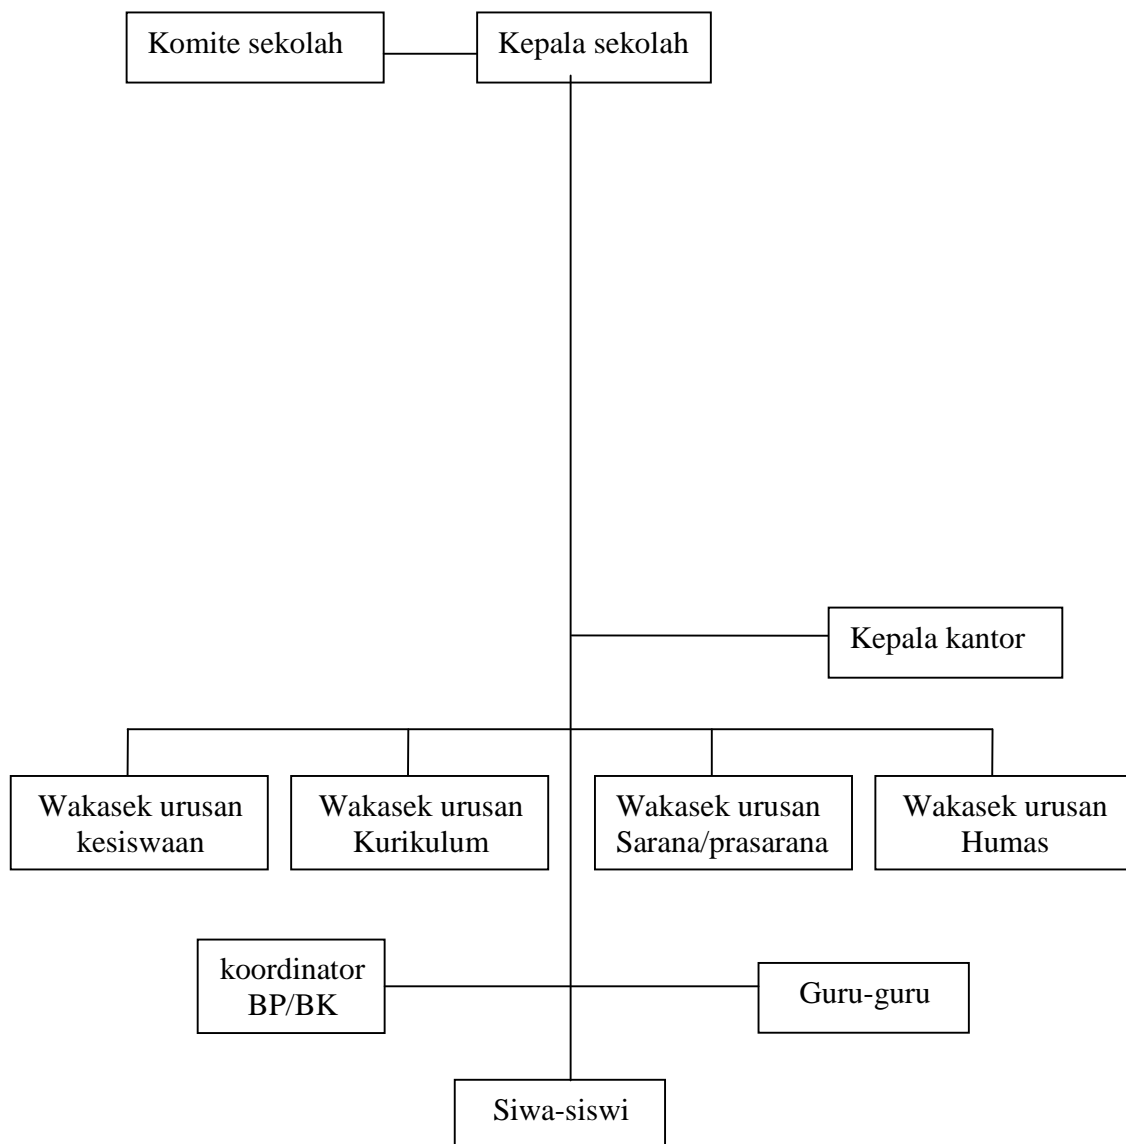 Komite sekolah
Kepala sekolah
Kepala kantor
Wakasek urusan
kesiswaan
Wakasek urusan
Kurikulum
Wakasek urusan
Sarana/prasarana
Wakasek urusan
Humas
koordinator
BP/BK
Guru-guru
Siwa-siswi